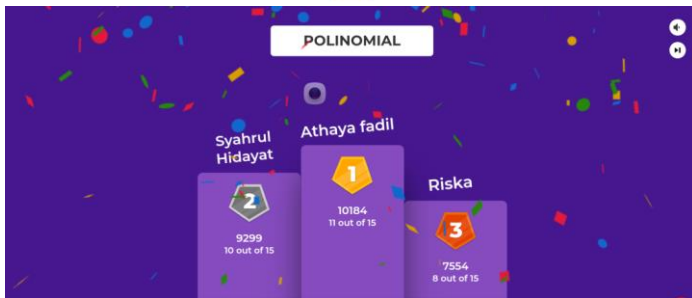 POLINOMIAL
Athaya fadil
1
10184
11 out of 15
Syahrul
Hidayat
2
9299
10 out of 15
Riska
3
7554
8 out of 15